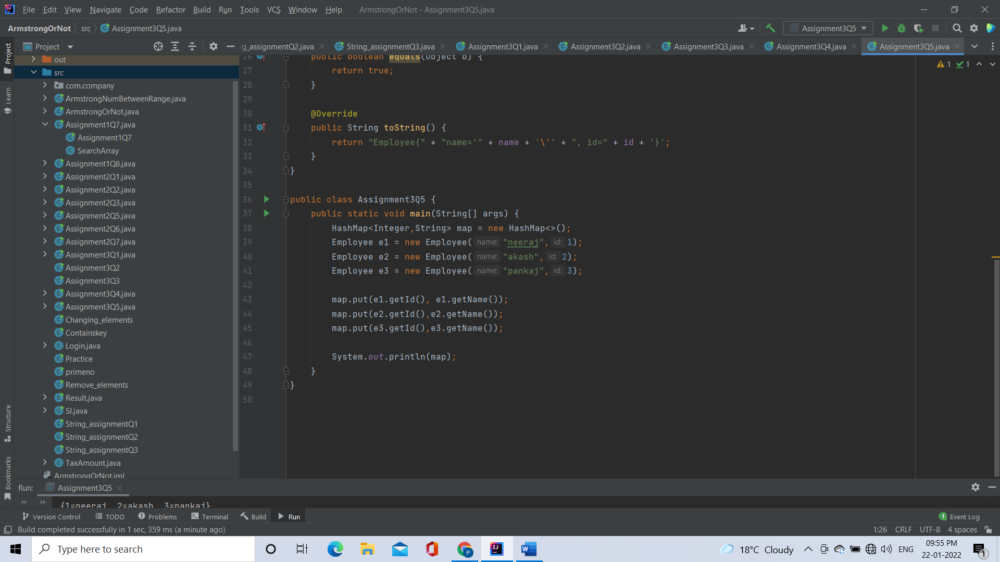 File Edit View Navigate Code Refactor Build Run Tools VCS Window Help ArmstrongOrNot - Assignment3Q5.java
ArmstrongOrNot src Assignment3Q5.java Assignment3Q5
Project g_assignmentQ2.java String_assignmentQ3.java Assignment3Q1.java Assignment3Q2.java Assignment3Q3.java Assignment3Q4.java Assignment3Q5.java
Project
Learn
Structure
Bookmarks
out
src
com.company
ArmstrongNumBetweenRange.java
ArmstrongOrNot.java
Assignment1Q7.java
Assignment1Q7
SearchArray
Assignment1Q8.java
Assignment2Q1.java
Assignment2Q2.java
Assignment2Q3.java
Assignment2Q5.java
Assignment2Q6.java
Assignment2Q7.java
Assignment3Q1.java
Assignment3Q2
Assignment3Q3
Assignment3Q4.java
Assignment3Q5.java
Changing_elements
Containskey
Login.java
Practice
primeno
Remove_elements
Result.java
SI.java
String_assignmentQ1
String_assignmentQ2
String_assignmentQ3
TaxAmount.java
ArmstrongOrNot.iml
1 1
26 public boolean equals(Object o) {
27 return true;
28 }
29
30 @Override
31 public String toString() {
32 return "Employee{" + "name='" + name + '\'' + ", id=" + id + '}';
33 }
34 }
35
36 public class Assignment3Q5 {
37 public static void main(String[] args) {
38 HashMap<Integer,String> map = new HashMap<>();
39 Employee e1 = new Employee( name: "neeraj", id: 1);
40 Employee e2 = new Employee( name: "akash", id: 2);
41 Employee e3 = new Employee( name: "pankaj", id: 3);
42
43 map.put(e1.getId(), e1.getName());
44 map.put(e2.getId(),e2.getName());
45 map.put(e3.getId(),e3.getName());
46
47 System.out.println(map);
48 }
49 }
50
Run: Assignment3Q5
{1=neeraj, 2=akash, 3=pankaj}
Version Control TODO Problems Terminal Build Run 1 Event Log
Build completed successfully in 1 sec, 359 ms (a minute ago) 1:26 CRLF UTF-8 4 spaces
Type here to search 18°C Cloudy ENG 09:55 PM
22-01-2022 1